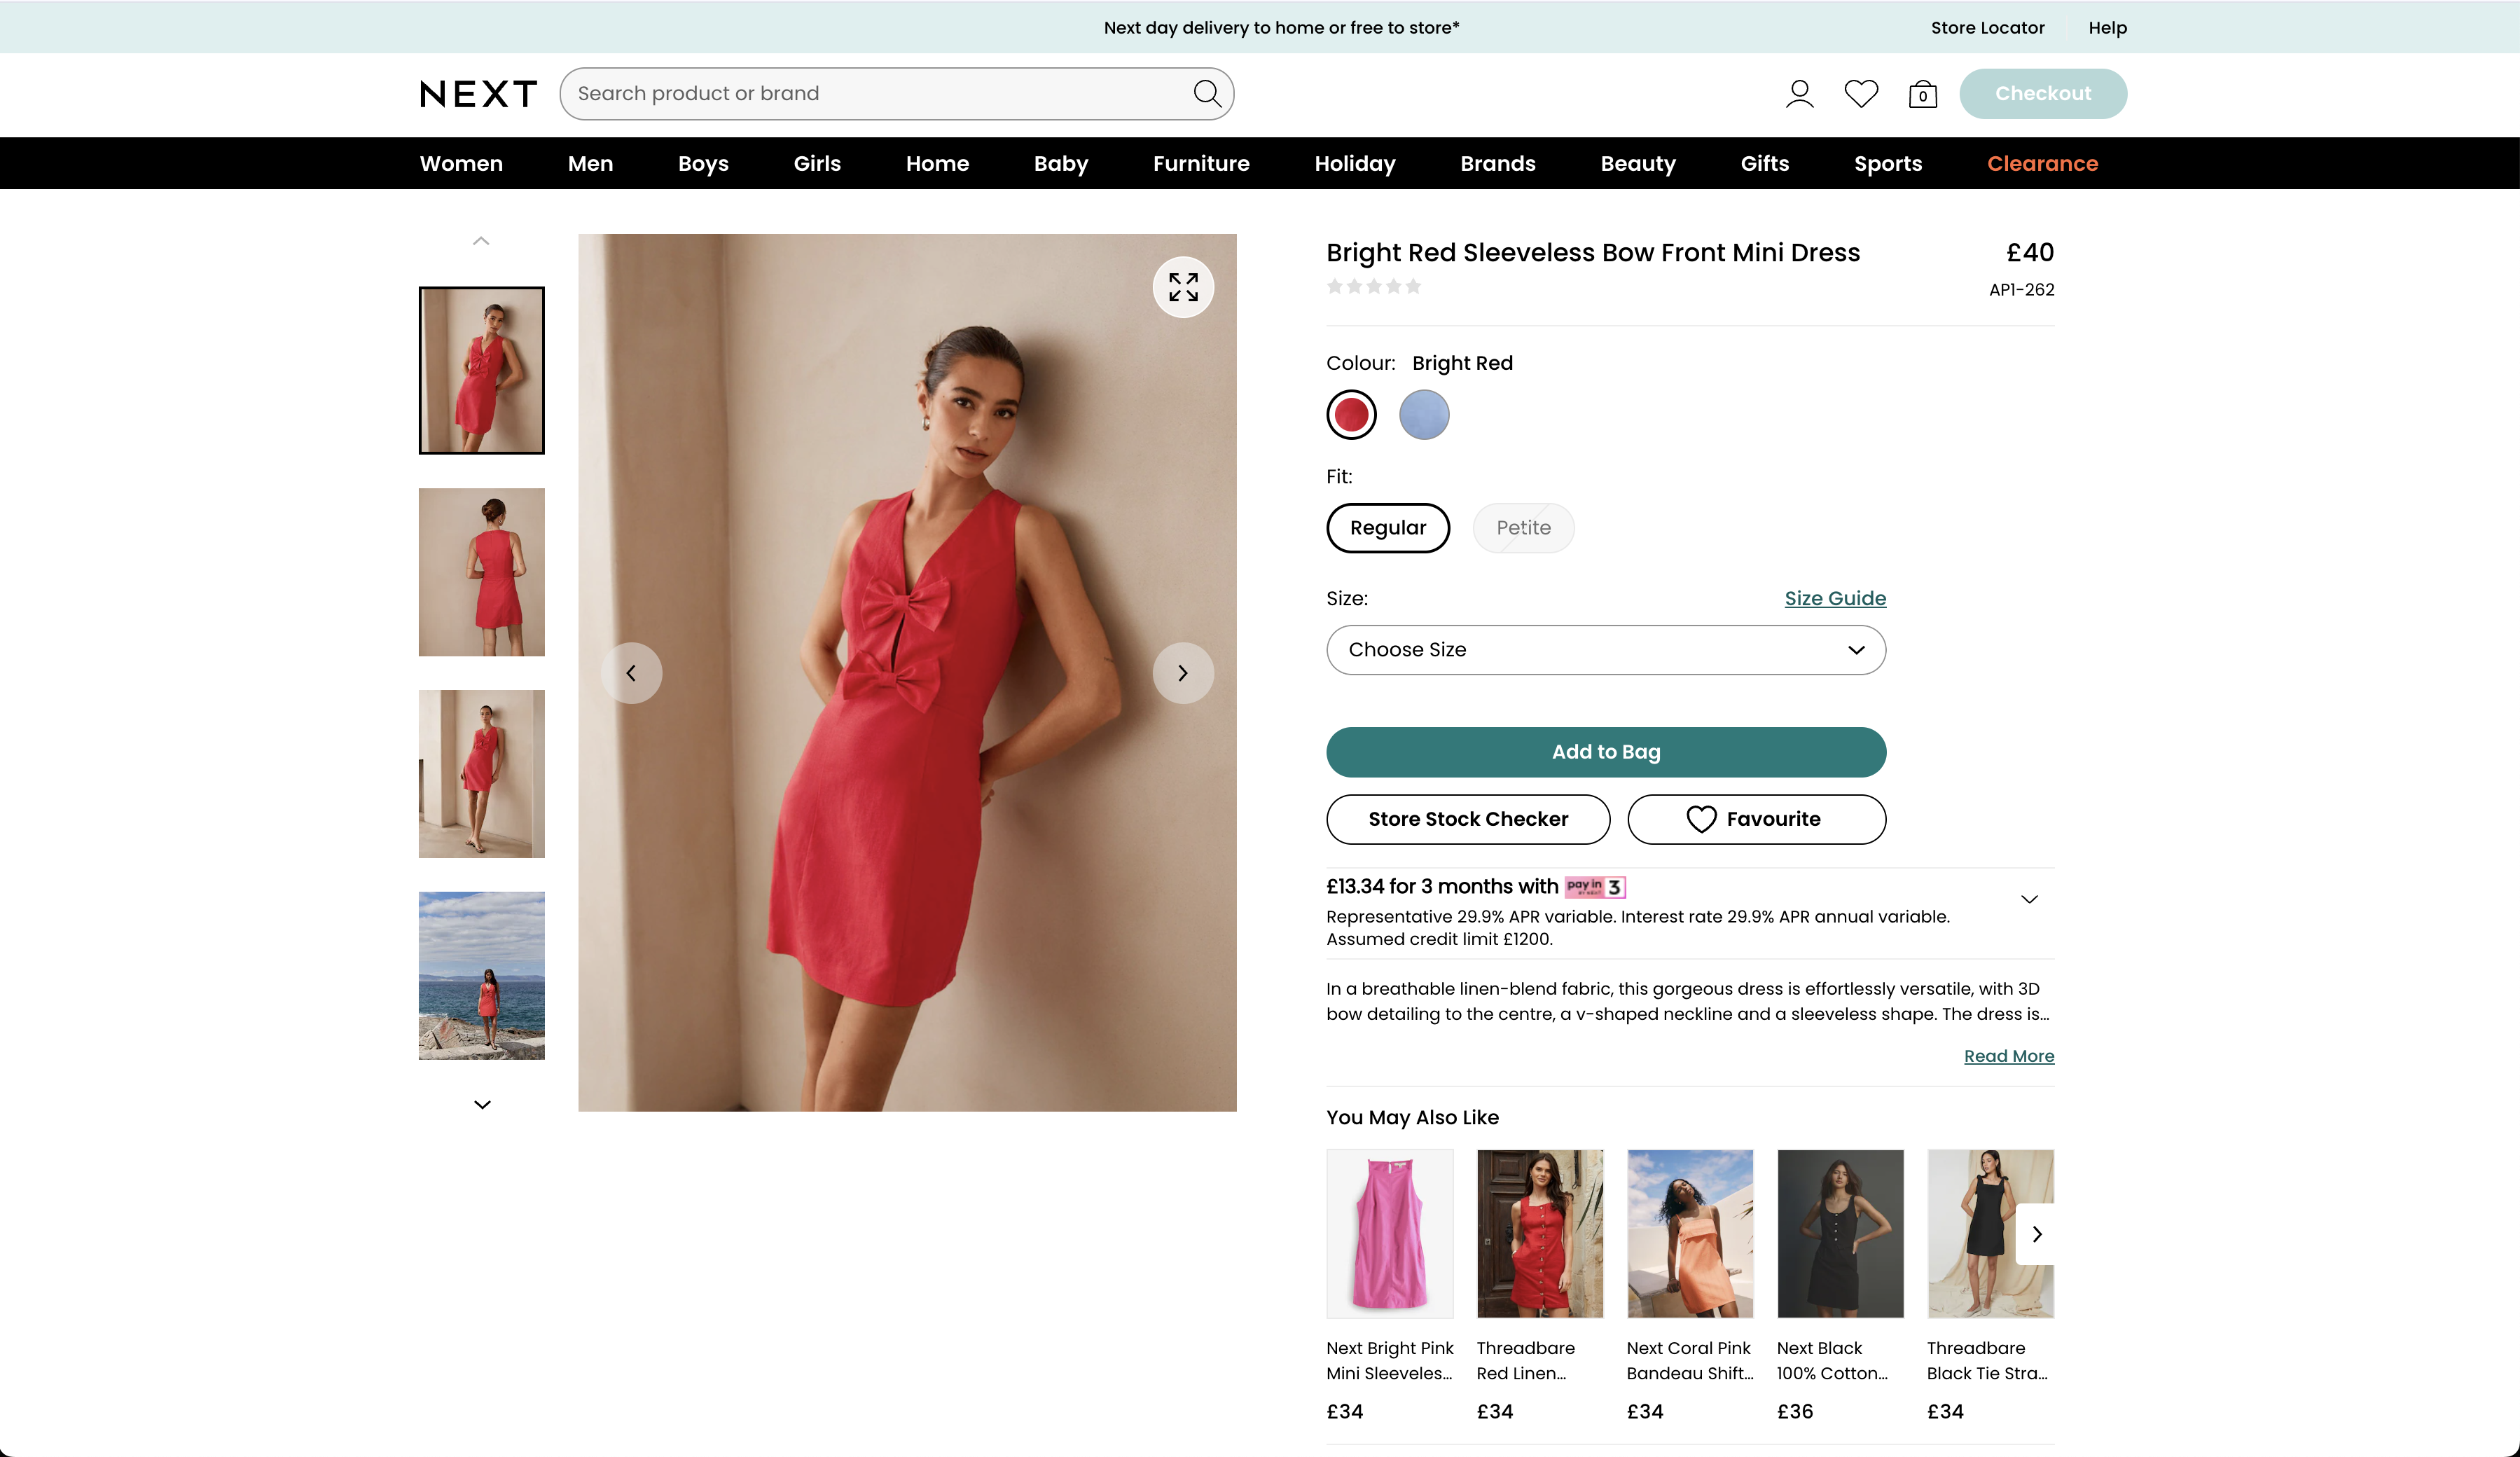 Next day delivery to home or free to store*
Store Locator
Help
NEXT
Search product or brand
0
Checkout
Women
Men
Boys
Girls
Home
Baby
Furniture
Holiday
Brands
Beauty
Gifts
Sports
Clearance
Bright Red Sleeveless Bow Front Mini Dress
£40
AP1-262
Colour: Bright Red
Fit:
Regular
Petite
Size:
Size Guide
Choose Size
Add to Bag
Store Stock Checker
Favourite
£13.34 for 3 months with pay in 3
BY NEXT
Representative 29.9% APR variable. Interest rate 29.9% APR annual variable.
Assumed credit limit £1200.
In a breathable linen-blend fabric, this gorgeous dress is effortlessly versatile, with 3D
bow detailing to the centre, a v-shaped neckline and a sleeveless shape. The dress is...
Read More
You May Also Like
Next Bright Pink
Mini Sleeveles...
£34
Threadbare
Red Linen...
£34
Next Coral Pink
Bandeau Shift...
£34
Next Black
100% Cotton...
£36
Threadbare
Black Tie Stra...
£34